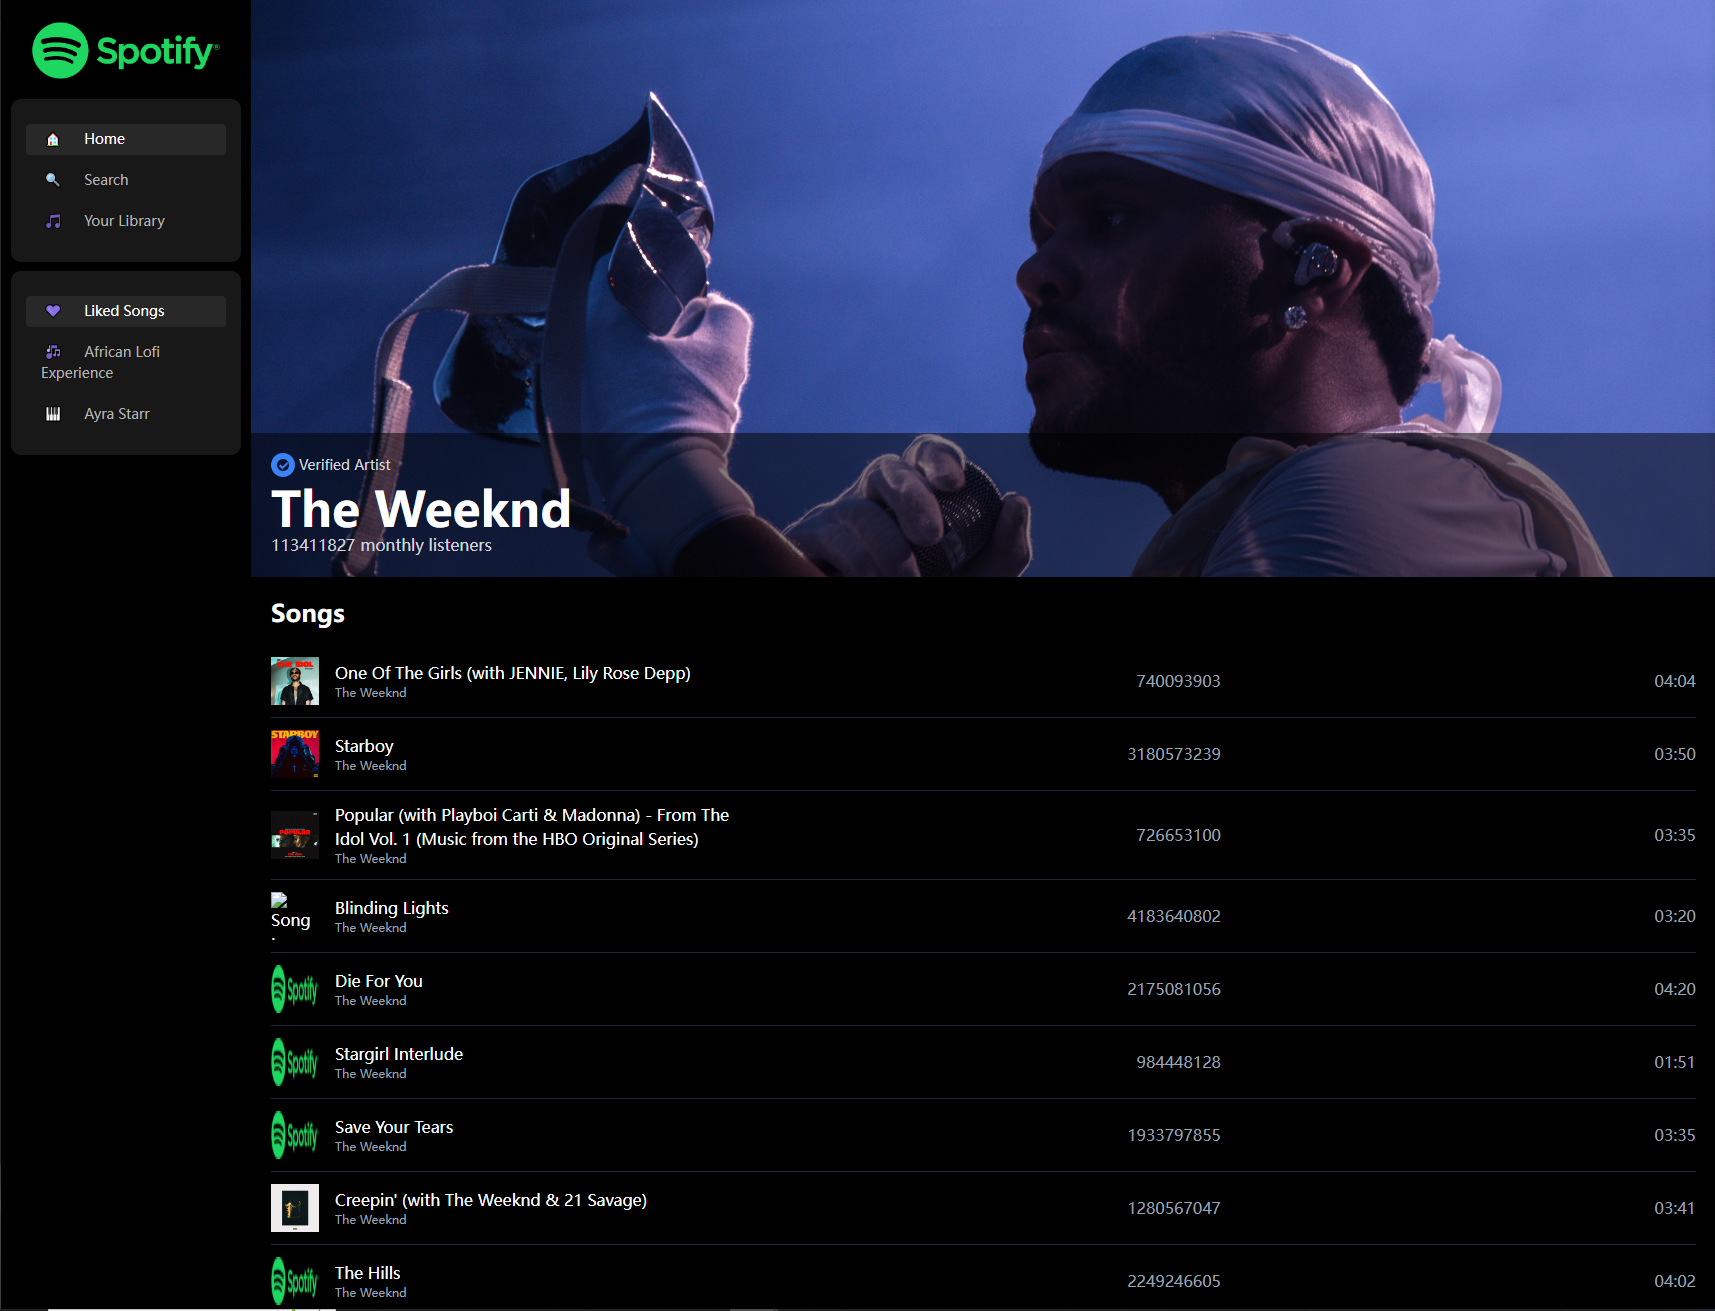 Spotify®
Home
Search
Your Library
Liked Songs
African Lofi
Experience
Ayra Starr
Verified Artist
The Weeknd
113411827 monthly listeners
Songs
One Of The Girls (with JENNIE, Lily Rose Depp)
The Weeknd
740093903
04:04
STARBOY
Starboy
The Weeknd
3180573239
03:50
POPULAR
Popular (with Playboi Carti & Madonna) - From The
Idol Vol. 1 (Music from the HBO Original Series)
The Weeknd
726653100
03:35
Song
Blinding Lights
The Weeknd
4183640802
03:20
Spotify
Die For You
The Weeknd
2175081056
04:20
Spotify
Stargirl Interlude
The Weeknd
984448128
01:51
Spotify
Save Your Tears
The Weeknd
1933797855
03:35
Creepin' (with The Weeknd & 21 Savage)
The Weeknd
1280567047
03:41
Spotify
The Hills
The Weeknd
2249246605
04:02